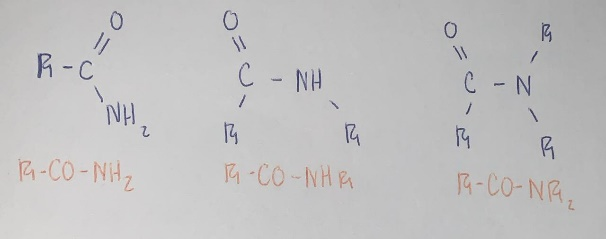 O
R-C
NH2
O
C-NH
R R
O R
C-N
R R
R-CO-NH2
R-CO-NHR
R-CO-NR2